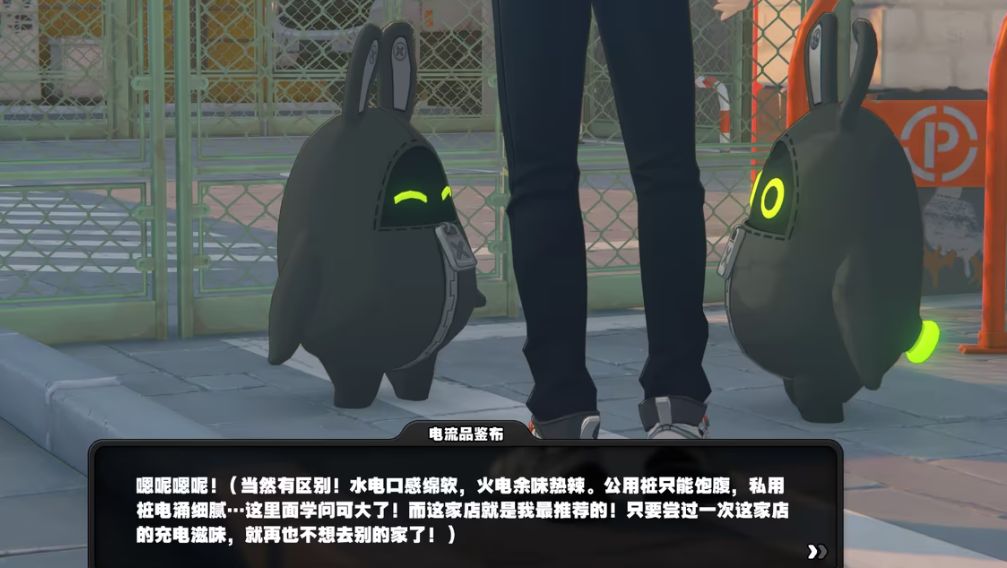 P
电流品鉴布
嗯呢嗯呢！（当然有区别！水电口感绵软，火电余味热辣。公用桩只能饱腹，私用
桩电涌细腻…这里面学问可大了！而这家店就是我最推荐的！只要尝过一次这家店
的充电滋味，就再也不想去别的家了！）